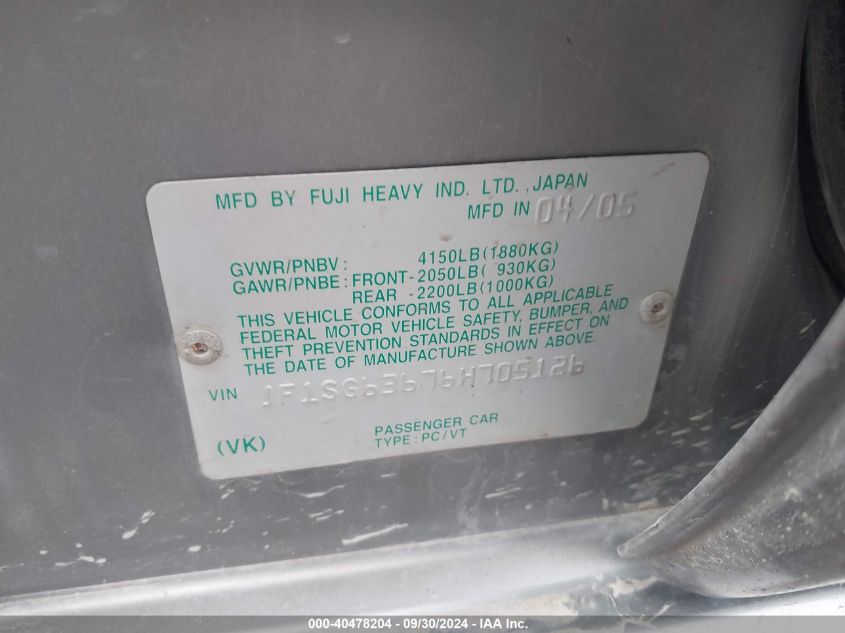 MFD BY FUJI HEAVY IND. LTD., JAPAN
MFD IN 04/05
GVWR/PNBV: 4150LB(1880KG)
GAWR/PNBE: FRONT-2050LB( 930KG)
REAR -2200LB(1000KG)
THIS VEHICLE CONFORMS TO ALL APPLICABLE
FEDERAL MOTOR VEHICLE SAFETY, BUMPER, AND
THEFT PREVENTION STANDARDS IN EFFECT ON
THE DATE OF MANUFACTURE SHOWN ABOVE.
VIN JF1SG63676H705126
PASSENGER CAR
(VK) TYPE: PC/VT
000-40478204 - 09/30/2024 - IAA Inc.